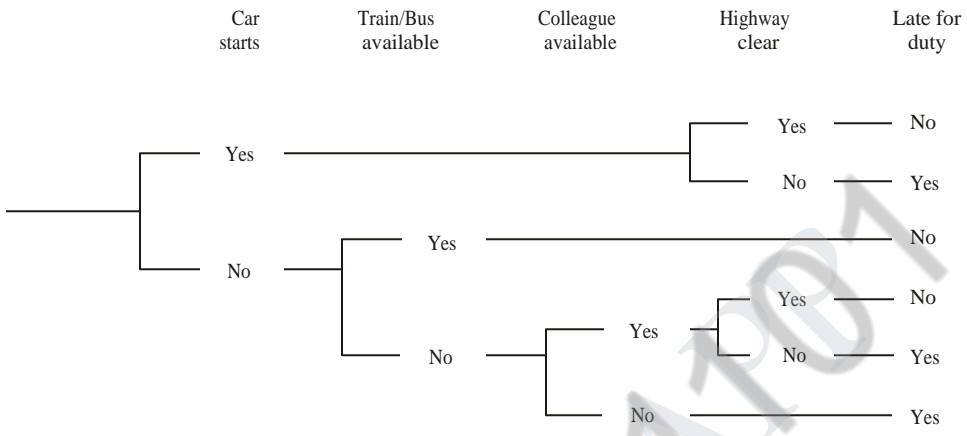 Car Train/Bus Colleague Highway Late for
starts available available clear duty
Yes No
Yes
No Yes
Yes No
No
Yes No
Yes
No No Yes
No Yes
1101